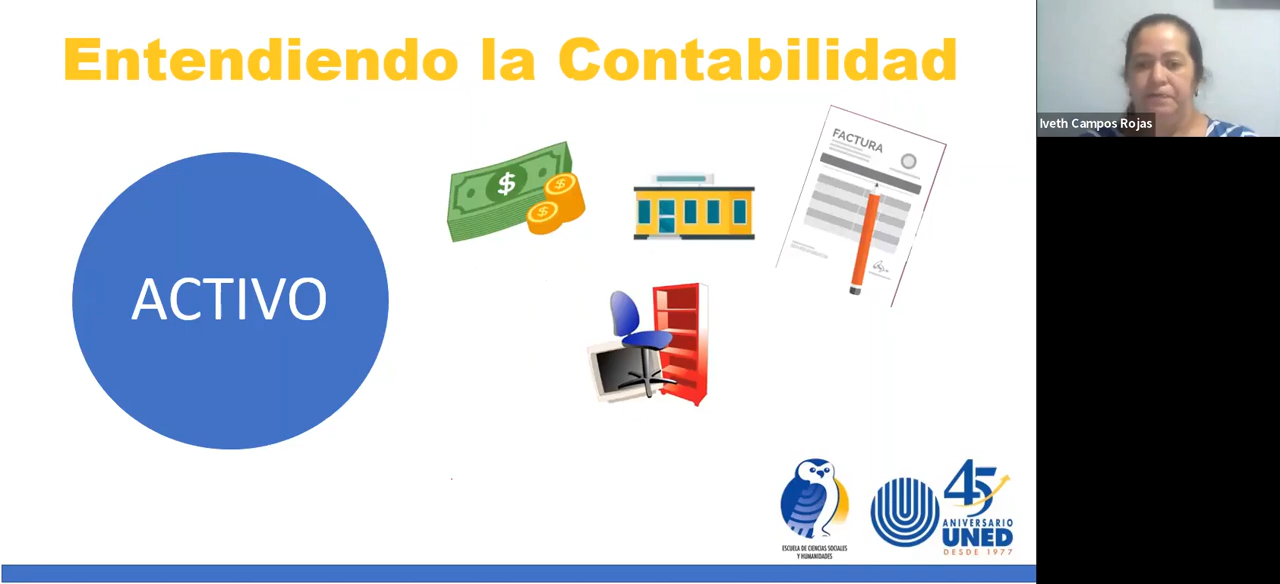 Entendiendo la Contabilidad
ACTIVO
FACTURA
$
$
$
Iveth Campos Rojas
ESCUELA DE CIENCIAS SOCIALES
Y HUMANIDADES
45
ANIVERSARIO
UNED
DESDE 1977